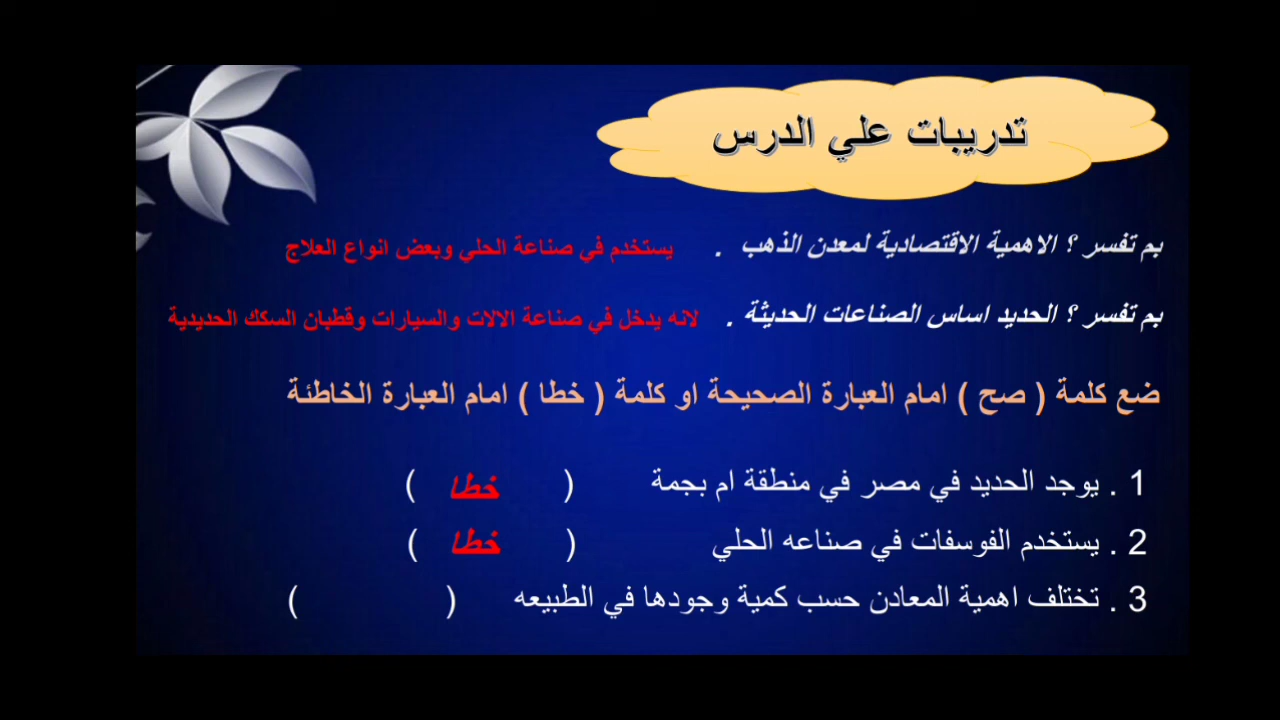 تدريبات علي الدرس
بم تفسر ؟ الاهمية الاقتصادية لمعدن الذهب . يستخدم في صناعة الحلي وبعض انواع العلاج
بم تفسر ؟ الحديد اساس الصناعات الحديثة . لانه يدخل في صناعة الالات والسيارات وقطبان السكك الحديدية
ضع كلمة ( صح ) امام العبارة الصحيحة او كلمة ( خطا ) امام العبارة الخاطئة
1 . يوجد الحديد في مصر في منطقة ام بجمة ( خطا )
2 . يستخدم الفوسفات في صناعه الحلي ( خطا )
3 . تختلف اهمية المعادن حسب كمية وجودها في الطبيعه ( )